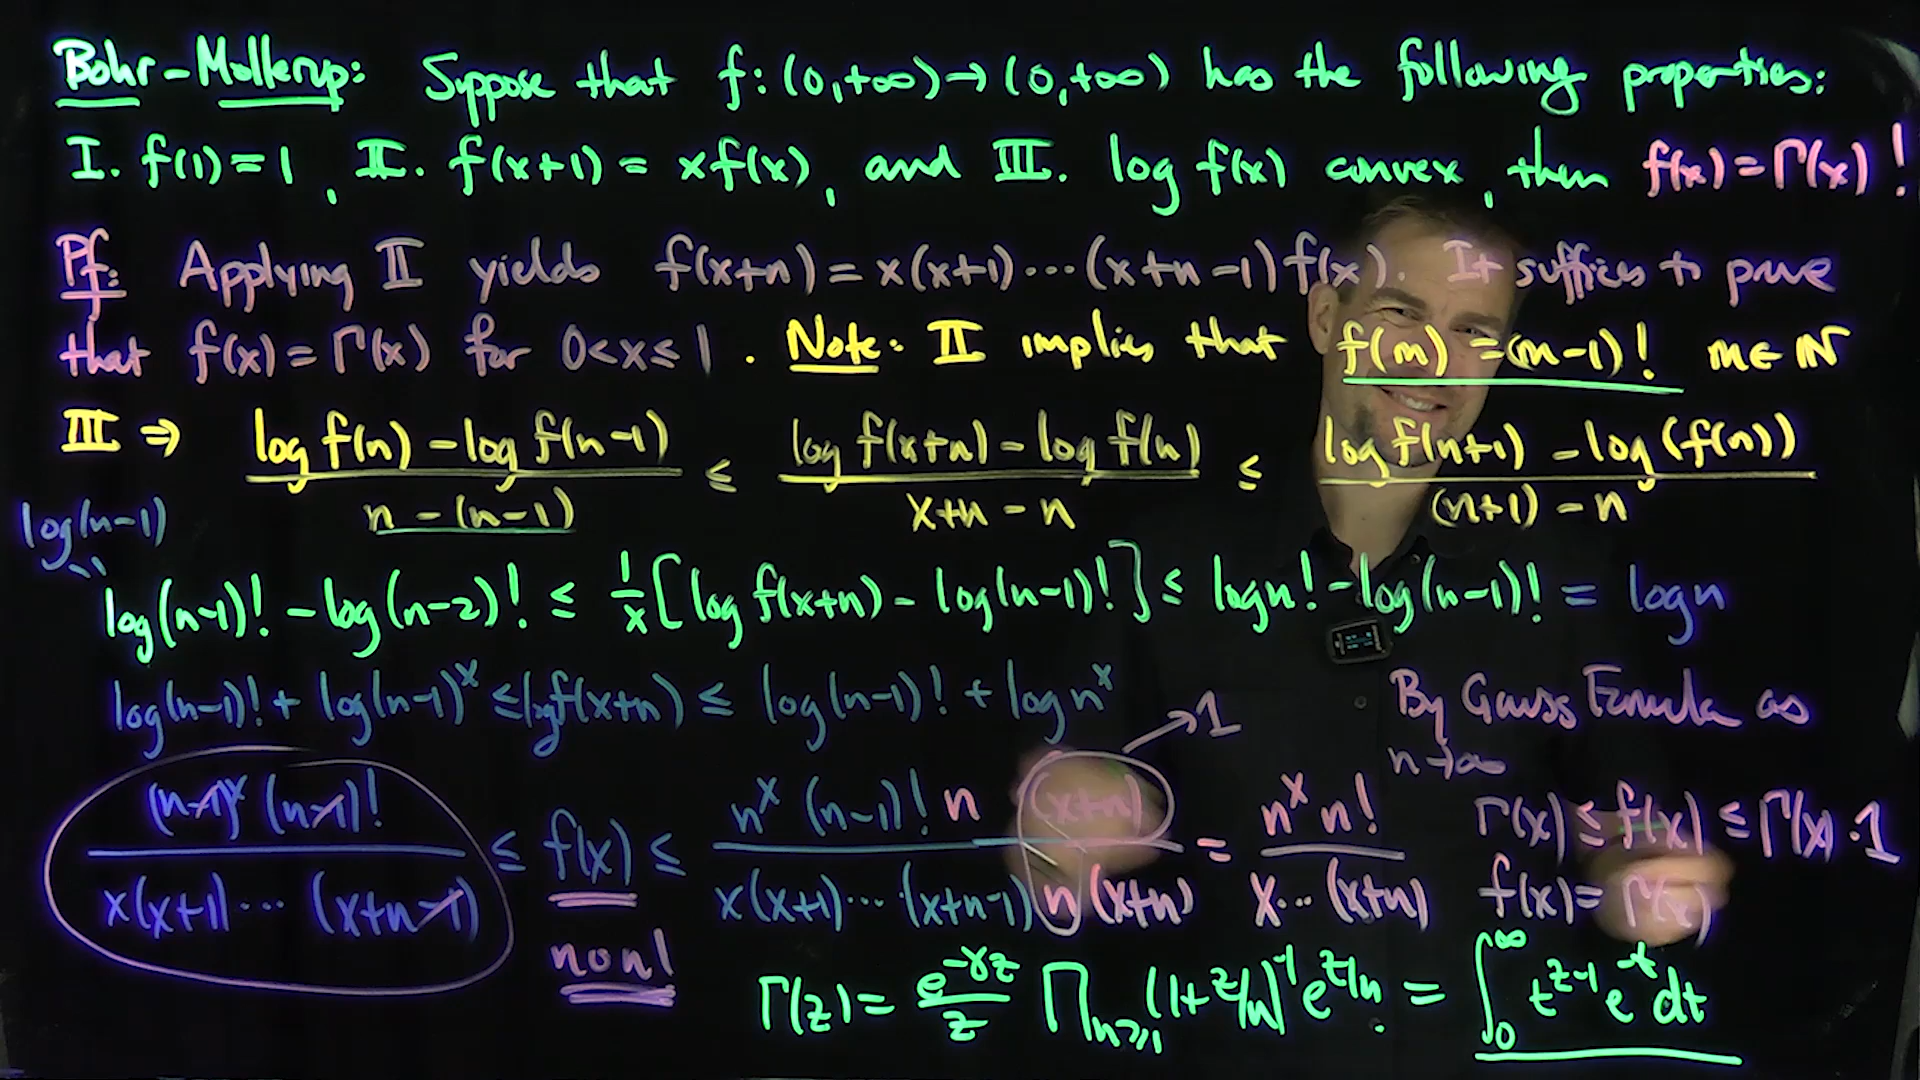 Bohr-Mollerup: Suppose that f: (0,+∞)→(0,+∞) has the following properties:
I. f(1)=1, II. f(x+1) = xf(x), and III. log f(x) convex, then f(x)=Γ(x)!
Pf: Applying II yields f(x+n) = x(x+1)···(x+n-1)f(x). It suffices to prove
that f(x)=Γ(x) for 0<x≤1. Note: II implies that f(m) =(m-1)! m∈ℕ
III ⇒ (log f(n) - log f(n-1))/(n-(n-1)) ≤ (log f(x+n) - log f(n))/(x+n-n) ≤ (log f(n+1) - log (f(n)))/((n+1)-n)
log(n-1)
log(n-1)! - log(n-2)! ≤ 1/x [log f(x+n) - log(n-1)!] ≤ log n! - log(n-1)! = log n
log(n-1)! + log(n-1)^x ≤ log f(x+n) ≤ log(n-1)! + log n^x
→1
By Gauss Formula as
n→∞
((n-1)^x (n-1)!)/(x(x+1)···(x+n-1)) ≤ f(x) ≤ (n^x (n-1)! n (x+n))/(x(x+1)···(x+n-1) n (x+n)) = (n^x n!)/(x···(x+n))
Γ(x) ≤ f(x) ≤ Γ(x)·1
f(x)= Γ(x)
no n!
Γ(z) = e^{-γz}/z ∏_{n≥1} (1+z/n)^{-1} e^{z/n} = ∫_0^∞ t^{z-1} e^{-t} dt